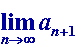 lim a_{n+1}
n→∞